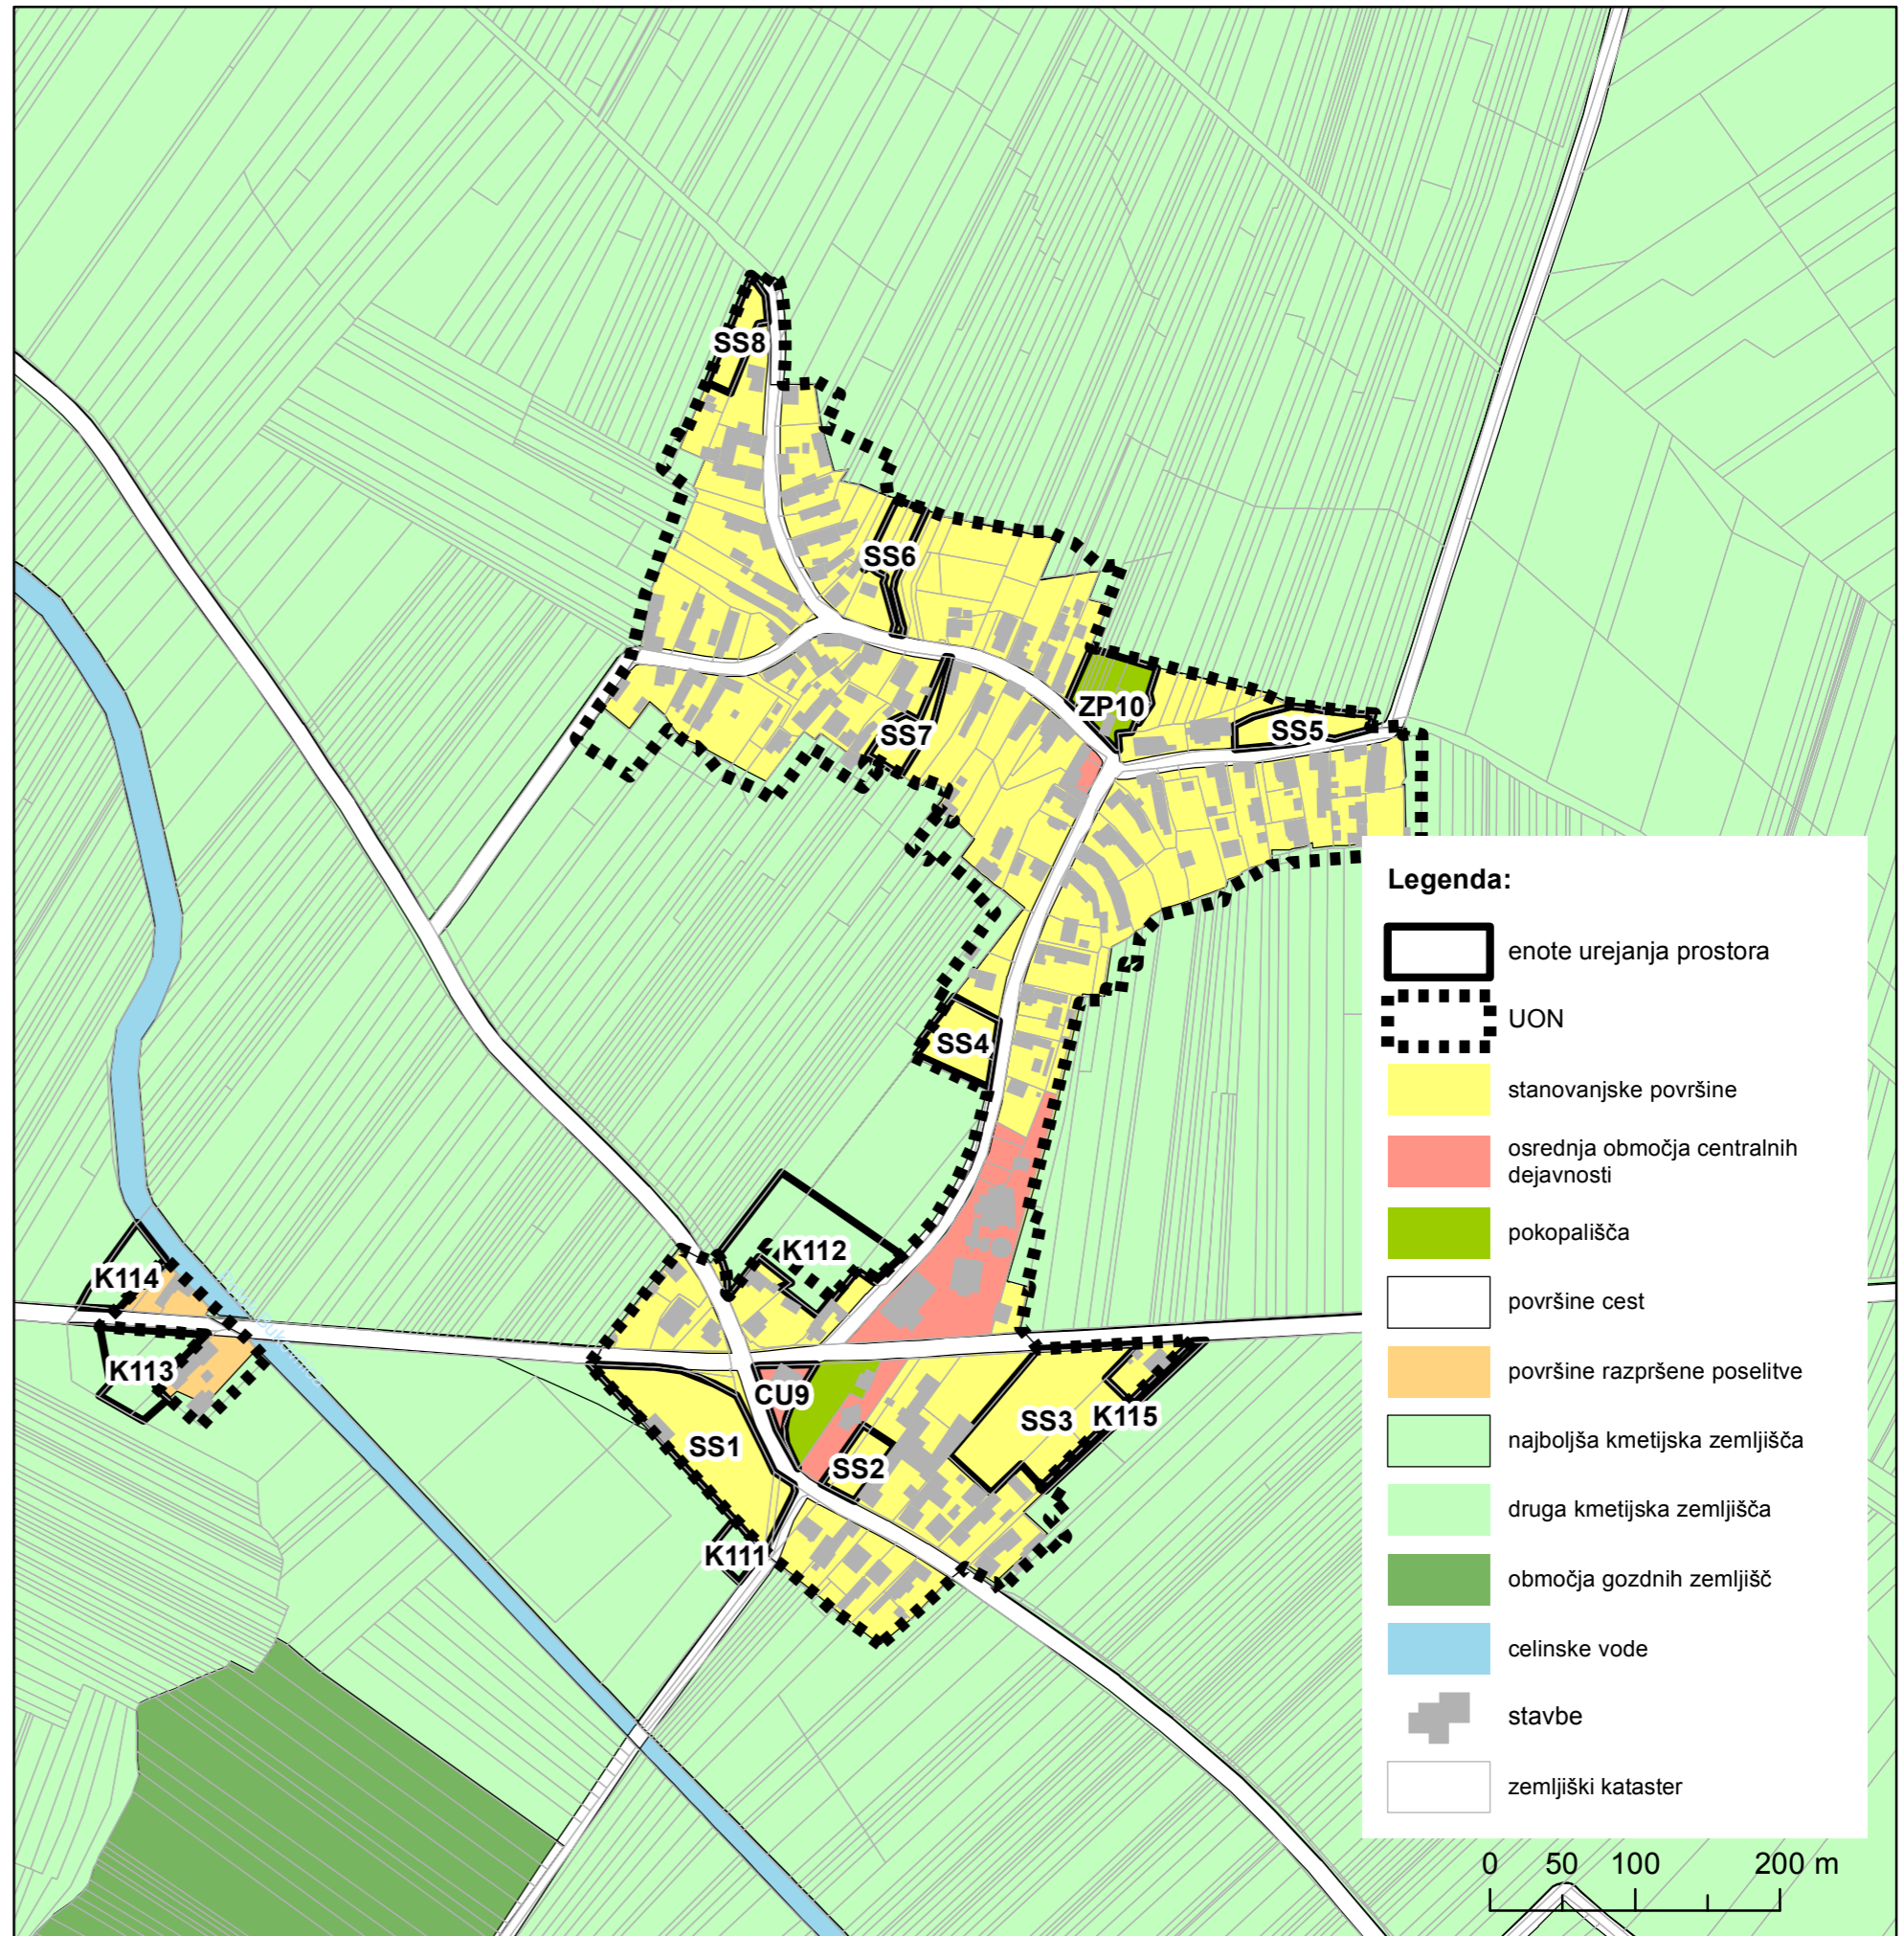 SS8
SS6
ZP10
SS7
SS5
SS4
K112
K114
K113
CU9
SS3
K115
SS1
SS2
K111
Legenda:
enote urejanja prostora
UON
stanovanjske površine
osrednja območja centralnih
dejavnosti
pokopališča
površine cest
površine razpršene poselitve
najboljša kmetijska zemljišča
druga kmetijska zemljišča
območja gozdnih zemljišč
celinske vode
stavbe
zemljiški kataster
0 50 100 200 m